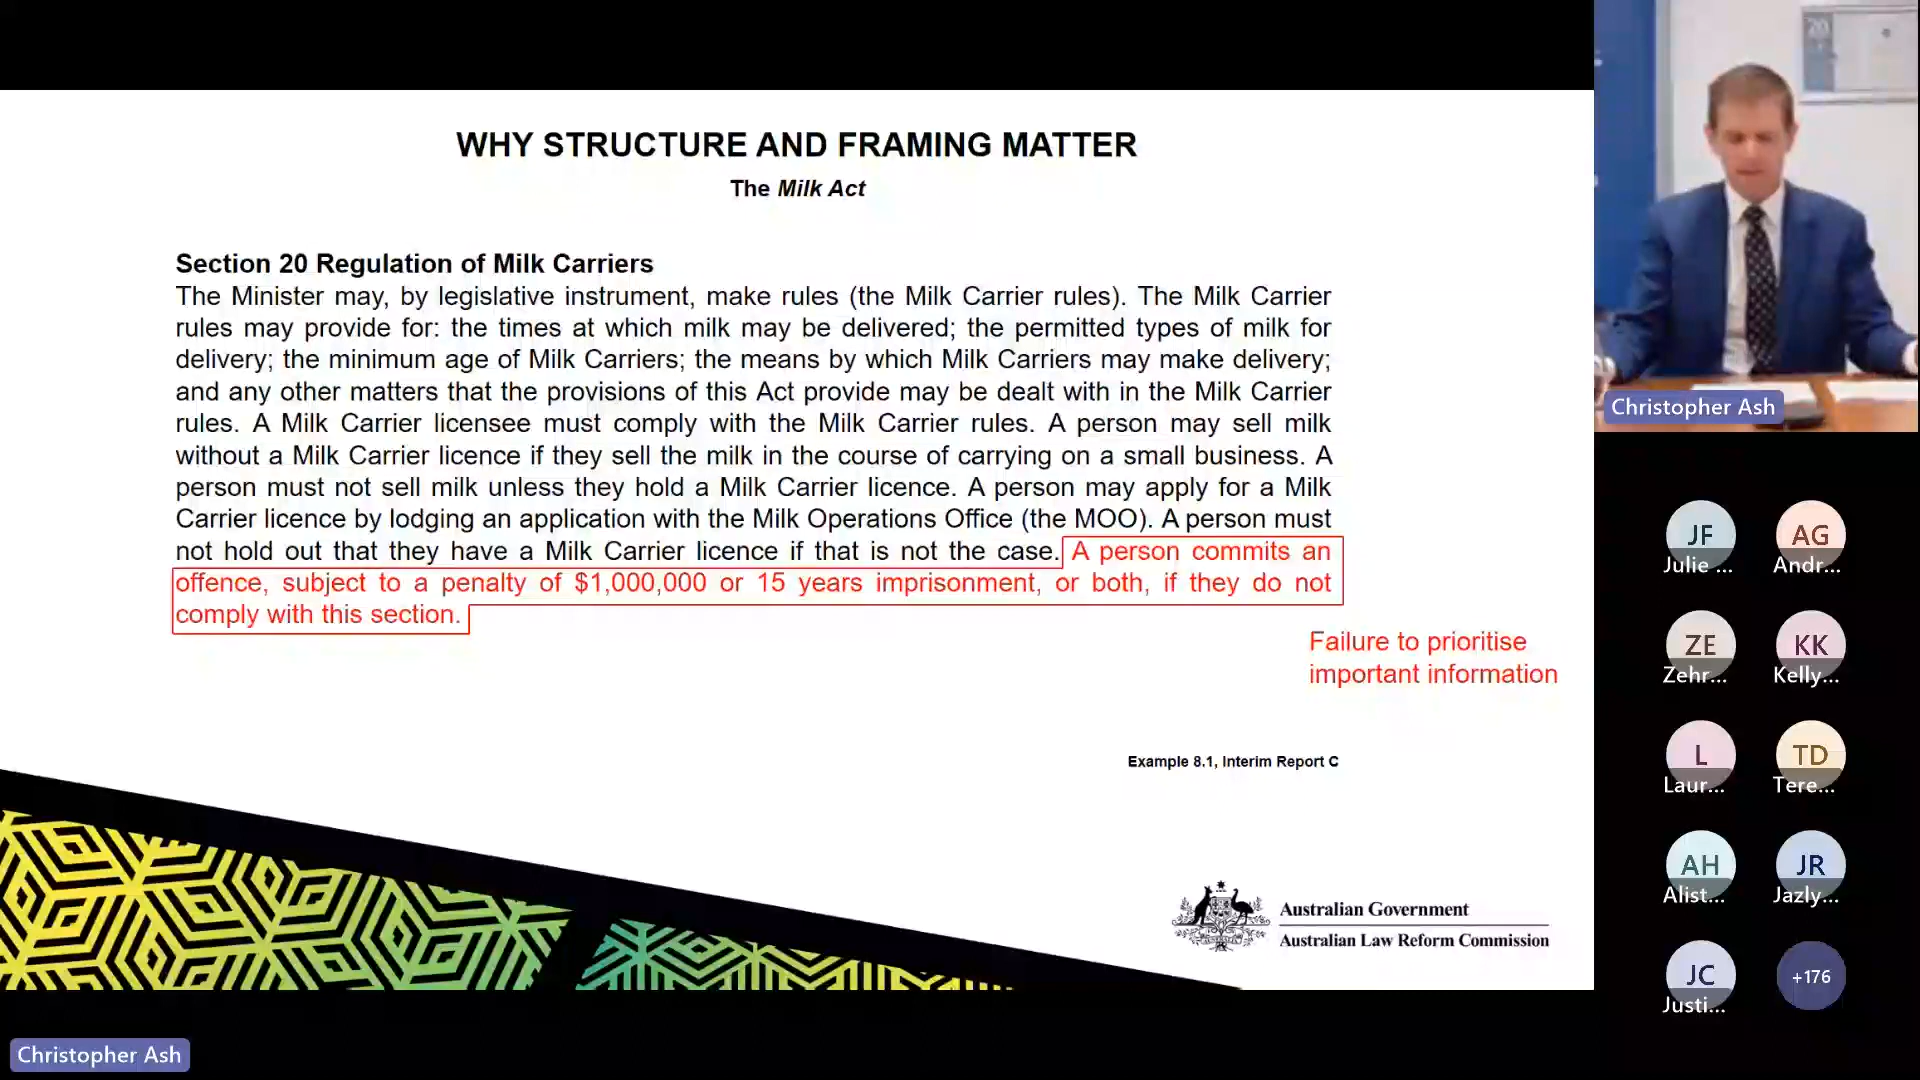 WHY STRUCTURE AND FRAMING MATTER
The Milk Act
Section 20 Regulation of Milk Carriers
The Minister may, by legislative instrument, make rules (the Milk Carrier rules). The Milk Carrier
rules may provide for: the times at which milk may be delivered; the permitted types of milk for
delivery; the minimum age of Milk Carriers; the means by which Milk Carriers may make delivery;
and any other matters that the provisions of this Act provide may be dealt with in the Milk Carrier
rules. A Milk Carrier licensee must comply with the Milk Carrier rules. A person may sell milk
without a Milk Carrier licence if they sell the milk in the course of carrying on a small business. A
person must not sell milk unless they hold a Milk Carrier licence. A person may apply for a Milk
Carrier licence by lodging an application with the Milk Operations Office (the MOO). A person must
not hold out that they have a Milk Carrier licence if that is not the case. A person commits an
offence, subject to a penalty of $1,000,000 or 15 years imprisonment, or both, if they do not
comply with this section.
Failure to prioritise
important information
Example 8.1, Interim Report C
Australian Government
Australian Law Reform Commission
Christopher Ash
20
Christopher Ash
JF
Julie ...
AG
Andr...
ZE
Zehr...
KK
Kelly...
L
Laur...
TD
Tere...
AH
Alist...
JR
Jazly...
JC
Justi...
+176